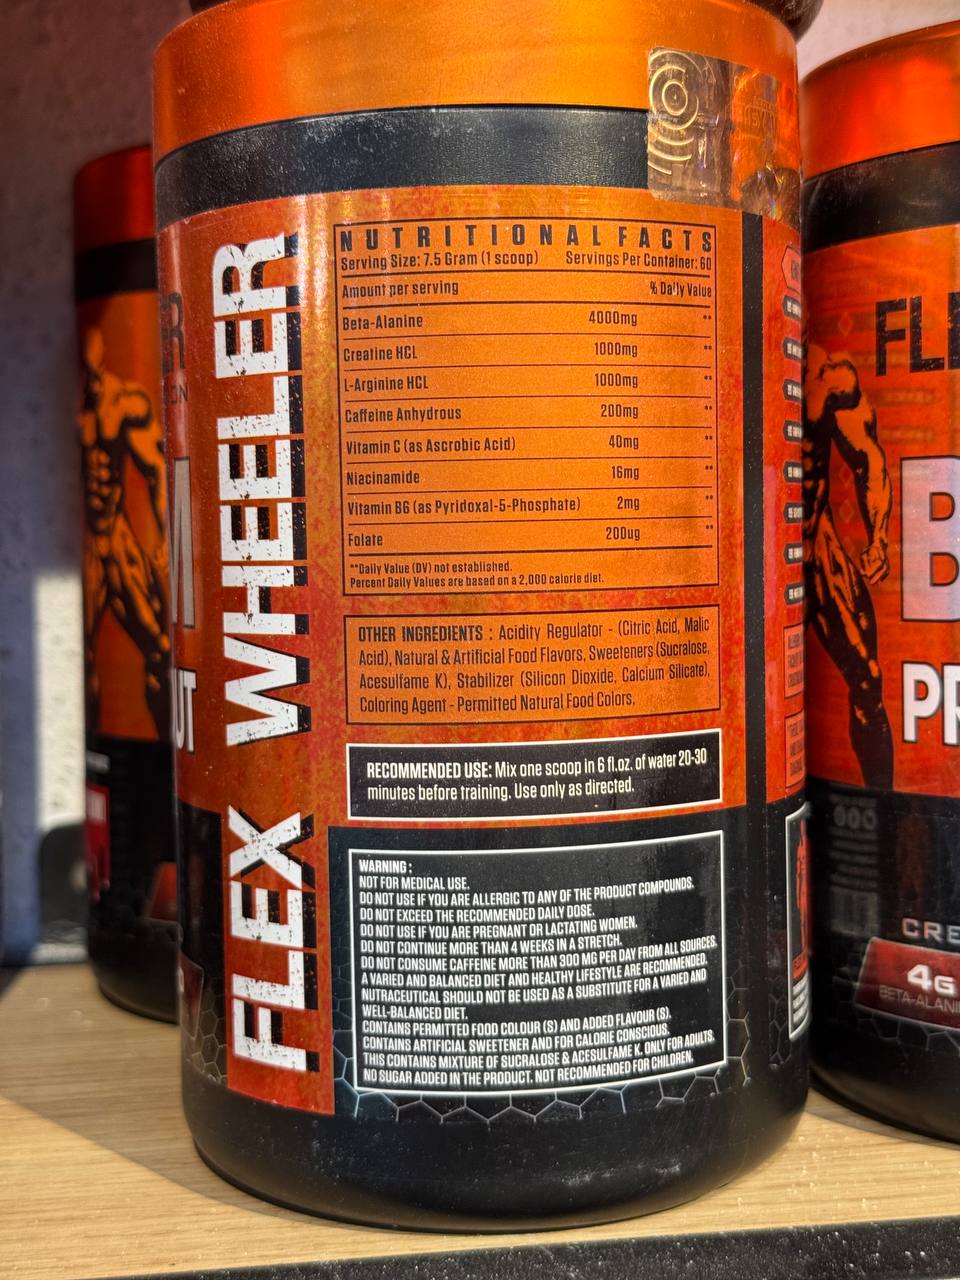 FLEX WHEELER
NUTRITIONAL FACTS
Serving Size: 7.5 Gram (1 scoop) Servings Per Container: 60
Amount per serving % Daily Value
Beta-Alanine 4000mg **
Creatine HCL 1000mg **
L-Arginine HCL 1000mg **
Caffeine Anhydrous 200mg **
Vitamin C (as Ascrobic Acid) 40mg **
Niacinamide 16mg **
Vitamin B6 (as Pyridoxal-5-Phosphate) 2mg **
Folate 200ug **
**Daily Value (DV) not established.
Percent Daily Values are based on a 2,000 calorie diet.
OTHER INGREDIENTS : Acidity Regulator - (Citric Acid, Malic
Acid), Natural & Artificial Food Flavors, Sweeteners (Sucralose,
Acesulfame K), Stabilizer (Silicon Dioxide, Calcium Silicate),
Coloring Agent - Permitted Natural Food Colors.
RECOMMENDED USE: Mix one scoop in 6 fl.oz. of water 20-30
minutes before training. Use only as directed.
WARNING :
NOT FOR MEDICAL USE.
DO NOT USE IF YOU ARE ALLERGIC TO ANY OF THE PRODUCT COMPOUNDS.
DO NOT EXCEED THE RECOMMENDED DAILY DOSE.
DO NOT USE IF YOU ARE PREGNANT OR LACTATING WOMEN.
DO NOT CONTINUE MORE THAN 4 WEEKS IN A STRETCH.
DO NOT CONSUME CAFFEINE MORE THAN 300 MG PER DAY FROM ALL SOURCES.
A VARIED AND BALANCED DIET AND HEALTHY LIFESTYLE ARE RECOMMENDED.
NUTRACEUTICAL SHOULD NOT BE USED AS A SUBSTITUTE FOR A VARIED AND
WELL-BALANCED DIET.
CONTAINS PERMITTED FOOD COLOUR (S) AND ADDED FLAVOUR (S).
CONTAINS ARTIFICIAL SWEETENER AND FOR CALORIE CONSCIOUS.
THIS CONTAINS MIXTURE OF SUCRALOSE & ACESULFAME K. ONLY FOR ADULTS.
NO SUGAR ADDED IN THE PRODUCT. NOT RECOMMENDED FOR CHILDREN.
FL
B
PR
CRE
4G
BETA-ALANI